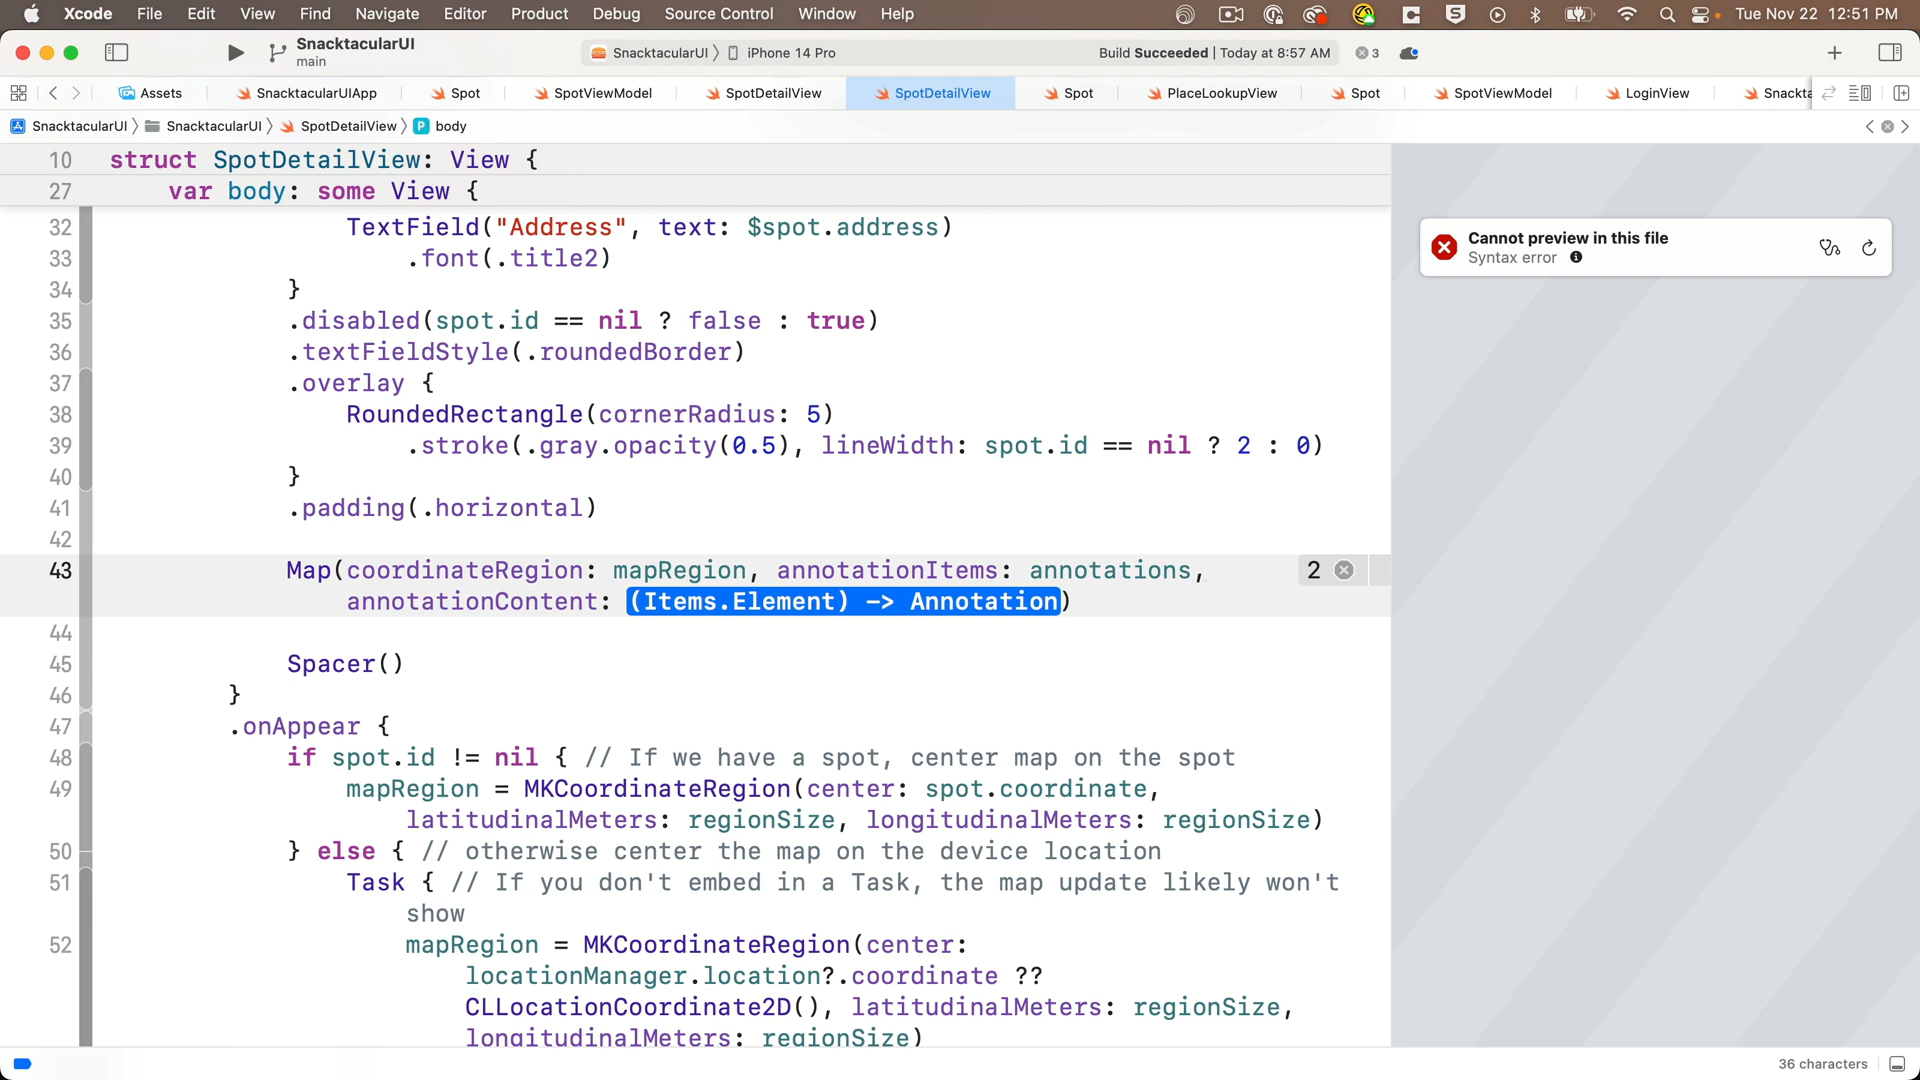 Xcode File Edit View Find Navigate Editor Product Debug Source Control Window Help Tue Nov 22 12:51 PM
SnacktacularUI
main
SnacktacularUI 〉 iPhone 14 Pro
Build Succeeded | Today at 8:57 AM
3
Assets SnacktacularUIApp Spot SpotViewModel SpotDetailView SpotDetailView Spot PlaceLookupView Spot SpotViewModel LoginView Snackta
SnacktacularUI 〉 SnacktacularUI 〉 SpotDetailView 〉 P body
10 struct SpotDetailView: View {
27 var body: some View {
32 TextField("Address", text: $spot.address)
33 .font(.title2)
34 }
35 .disabled(spot.id == nil ? false : true)
36 .textFieldStyle(.roundedBorder)
37 .overlay {
38 RoundedRectangle(cornerRadius: 5)
39 .stroke(.gray.opacity(0.5), lineWidth: spot.id == nil ? 2 : 0)
40 }
41 .padding(.horizontal)
42
43 Map(coordinateRegion: mapRegion, annotationItems: annotations, 2
annotationContent: (Items.Element) -> Annotation)
44
45 Spacer()
46 }
47 .onAppear {
48 if spot.id != nil { // If we have a spot, center map on the spot
49 mapRegion = MKCoordinateRegion(center: spot.coordinate,
latitudinalMeters: regionSize, longitudinalMeters: regionSize)
50 } else { // otherwise center the map on the device location
51 Task { // If you don't embed in a Task, the map update likely won't
show
52 mapRegion = MKCoordinateRegion(center:
locationManager.location?.coordinate ??
CLLocationCoordinate2D(), latitudinalMeters: regionSize,
longitudinalMeters: regionSize)
Cannot preview in this file
Syntax error
36 characters